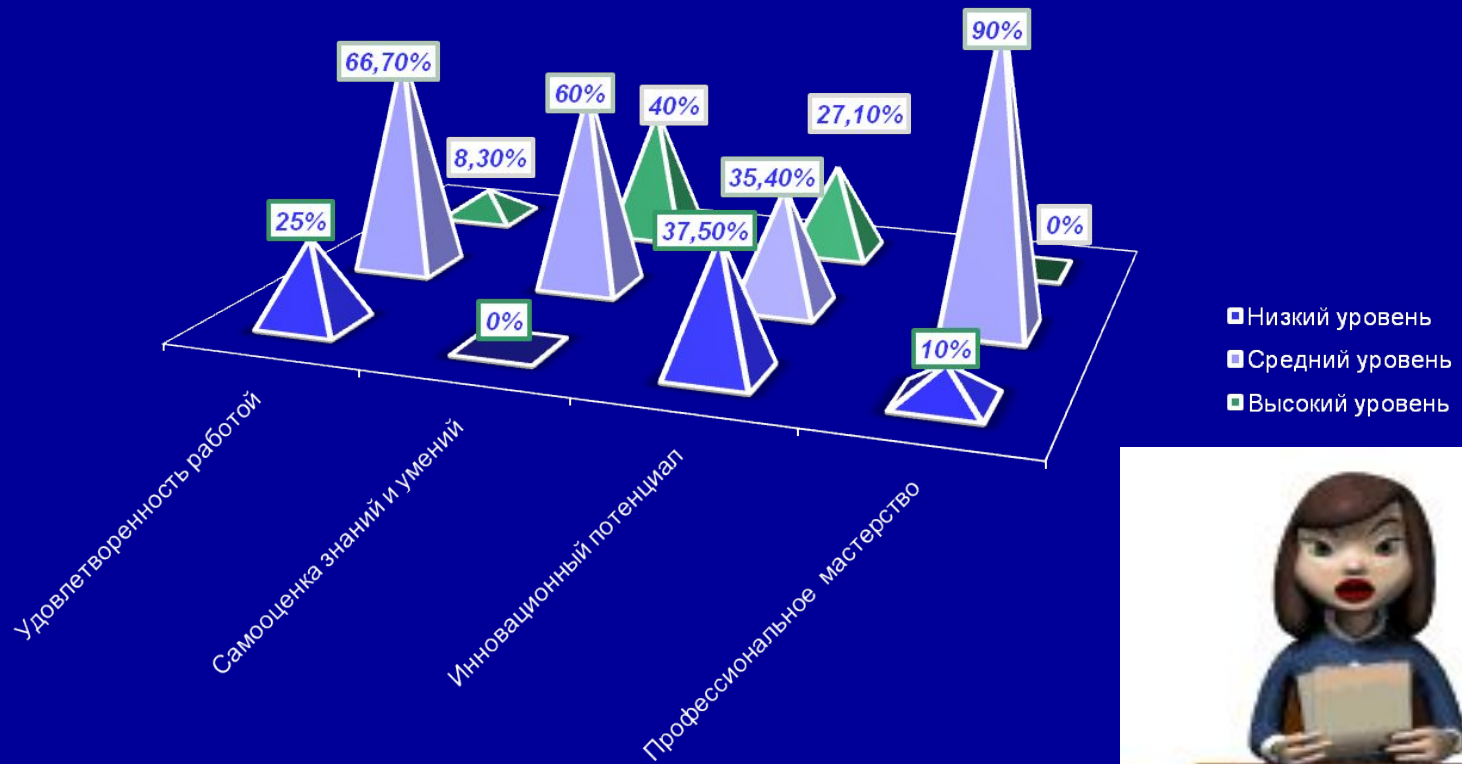 90%
66,70%
60%
40%
27,10%
8,30%
35,40%
25%
37,50%
0%
0%
10%
Низкий уровень
Средний уровень
Высокий уровень
Удовлетворенность работой
Самооценка знаний и умений
Инновационный потенциал
Профессиональное мастерство